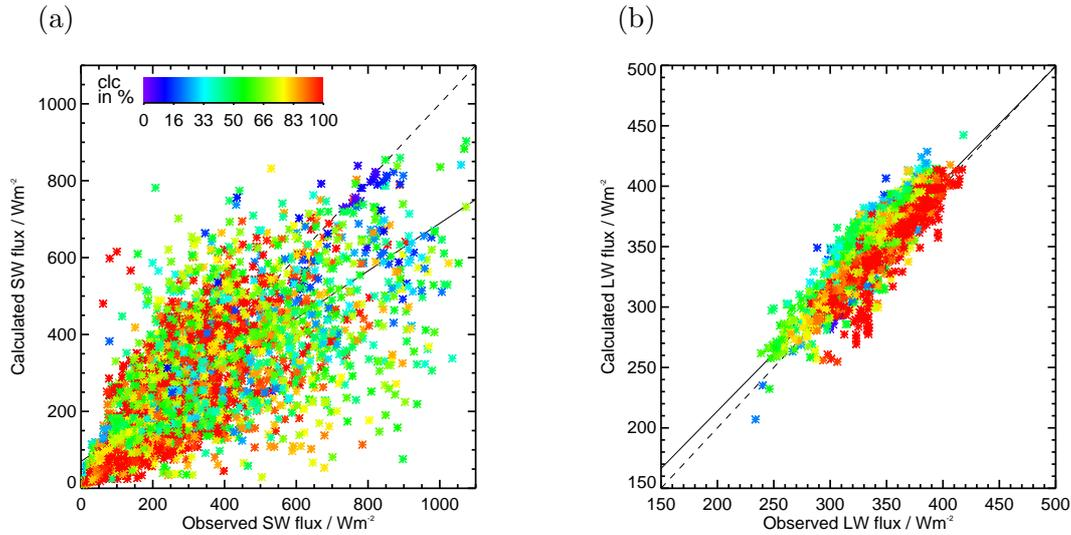 (a)
(b)
clc
in %
0 16 33 50 66 83 100
1000
800
600
400
200
0
Calculated SW flux / Wm⁻²
0 200 400 600 800 1000
Observed SW flux / Wm⁻²
500
450
400
350
300
250
200
150
Calculated LW flux / Wm⁻²
150 200 250 300 350 400 450 500
Observed LW flux / Wm⁻²